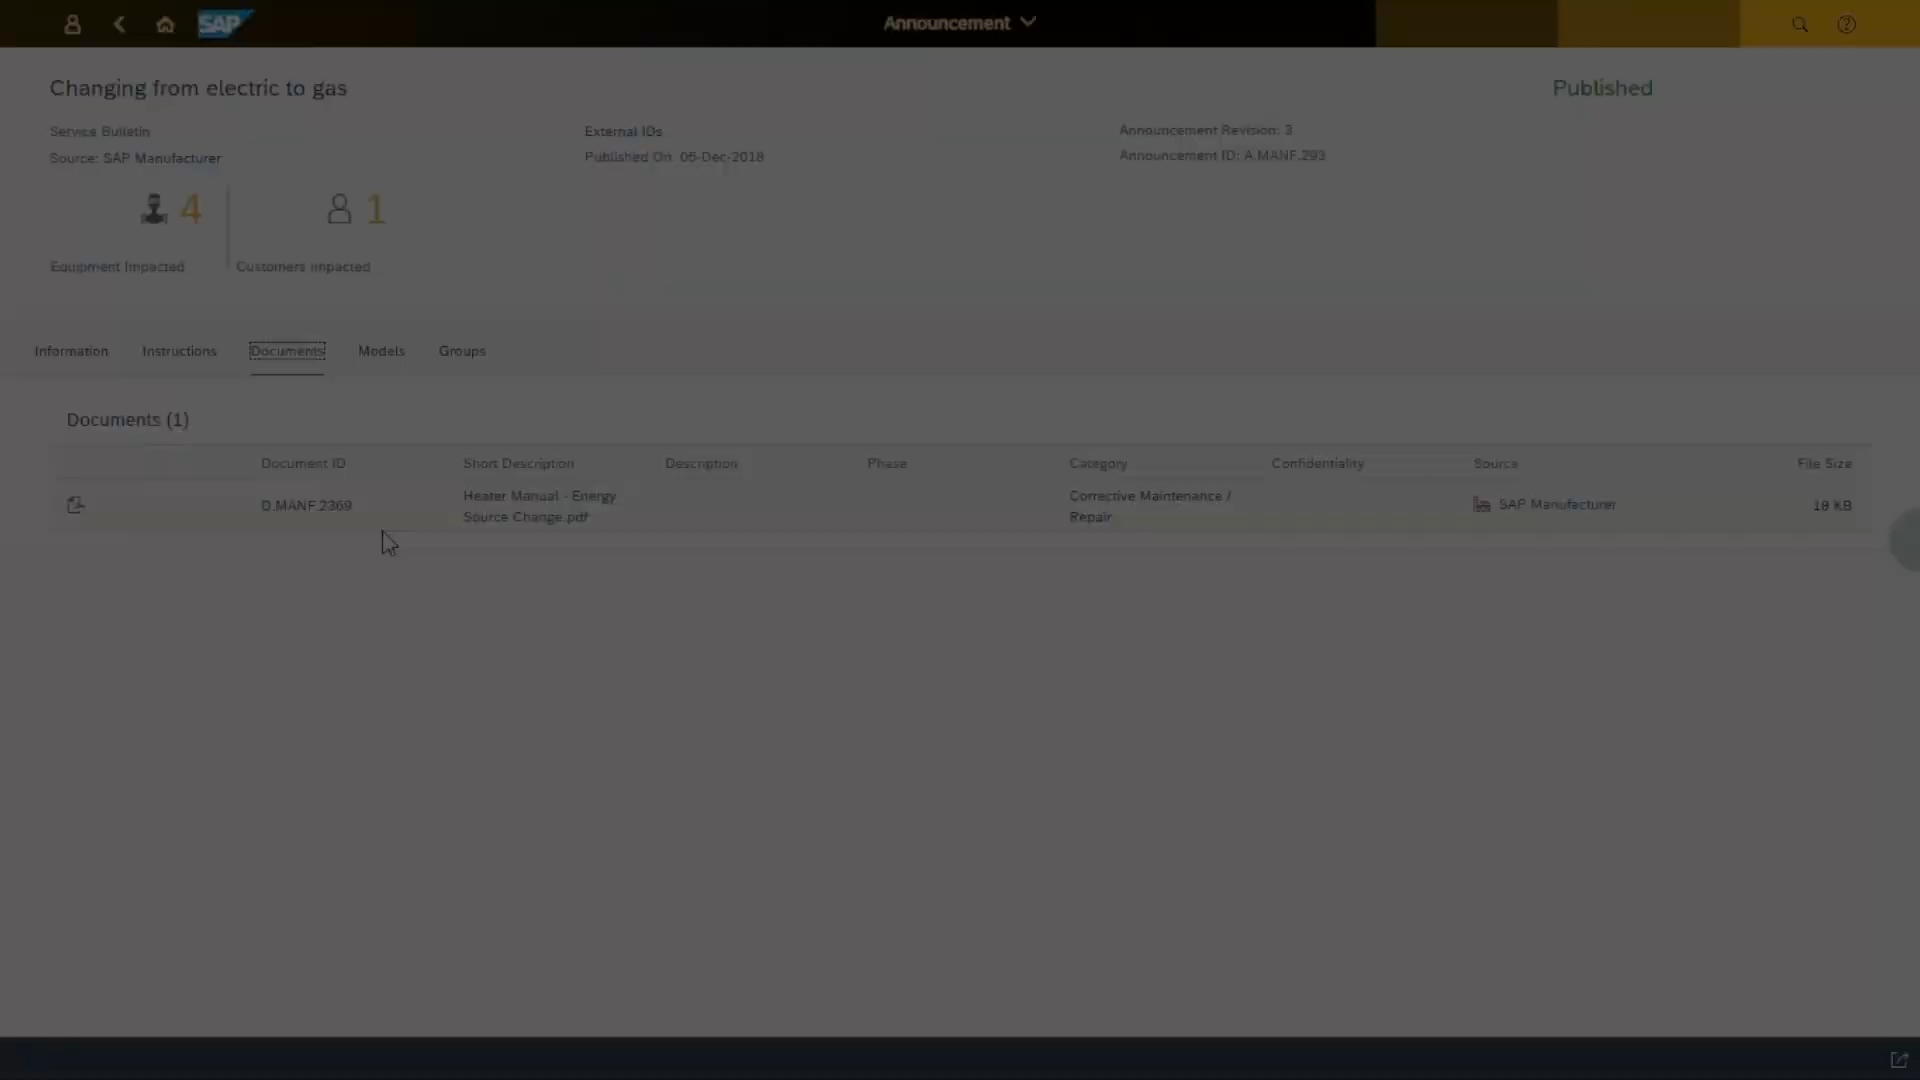 SAP
Announcement
Changing from electric to gas
Published
Service Bulletin
External IDs
Announcement Revision: 3
Source: SAP Manufacturer
Published On: 05-Dec-2018
Announcement ID: A.MANF.293
4
1
Equipment Impacted
Customers Impacted
Information Instructions Documents Models Groups
Documents (1)
Document ID Short Description Description Phase Category Confidentiality Source File Size
D.MANF.2369
Heater Manual - Energy
Source Change.pdf
Corrective Maintenance /
Repair
SAP Manufacturer
18 KB